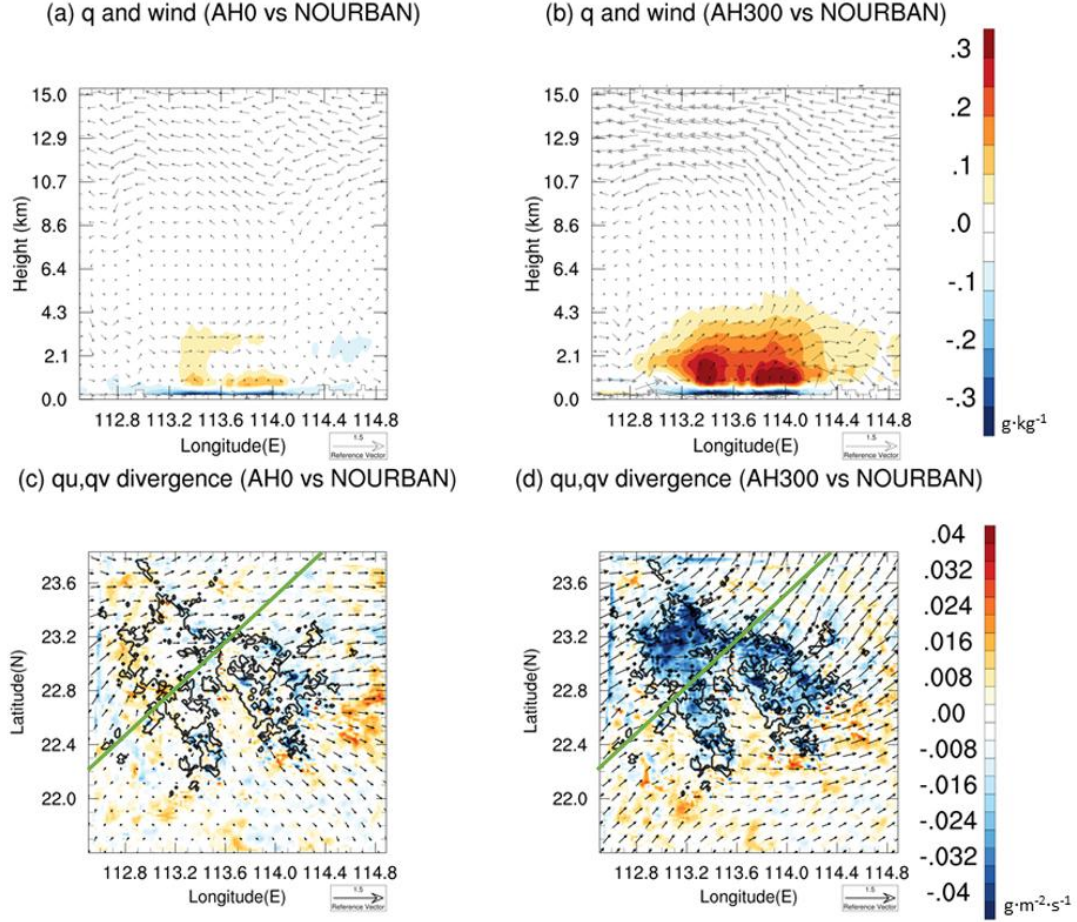 (a) q and wind (AH0 vs NOURBAN)
(b) q and wind (AH300 vs NOURBAN)
15.0
12.9
10.7
8.6
6.4
4.3
2.1
0.0
Height (km)
112.8 113.2 113.6 114.0 114.4 114.8
Longitude(E)
1.5
Reference Vector
15.0
12.9
10.7
8.6
6.4
4.3
2.1
0.0
Height (km)
112.8 113.2 113.6 114.0 114.4 114.8
Longitude(E)
1.5
Reference Vector
.3
.2
.1
.0
-.1
-.2
-.3
g·kg⁻¹
(c) qu,qv divergence (AH0 vs NOURBAN)
(d) qu,qv divergence (AH300 vs NOURBAN)
23.6
23.2
22.8
22.4
22.0
Latitude(N)
112.8 113.2 113.6 114.0 114.4 114.8
Longitude(E)
1.5
Reference Vector
23.6
23.2
22.8
22.4
22.0
Latitude(N)
112.8 113.2 113.6 114.0 114.4 114.8
Longitude(E)
1.5
Reference Vector
.04
.032
.024
.016
.008
.00
-.008
-.016
-.024
-.032
-.04
g·m⁻²·s⁻¹